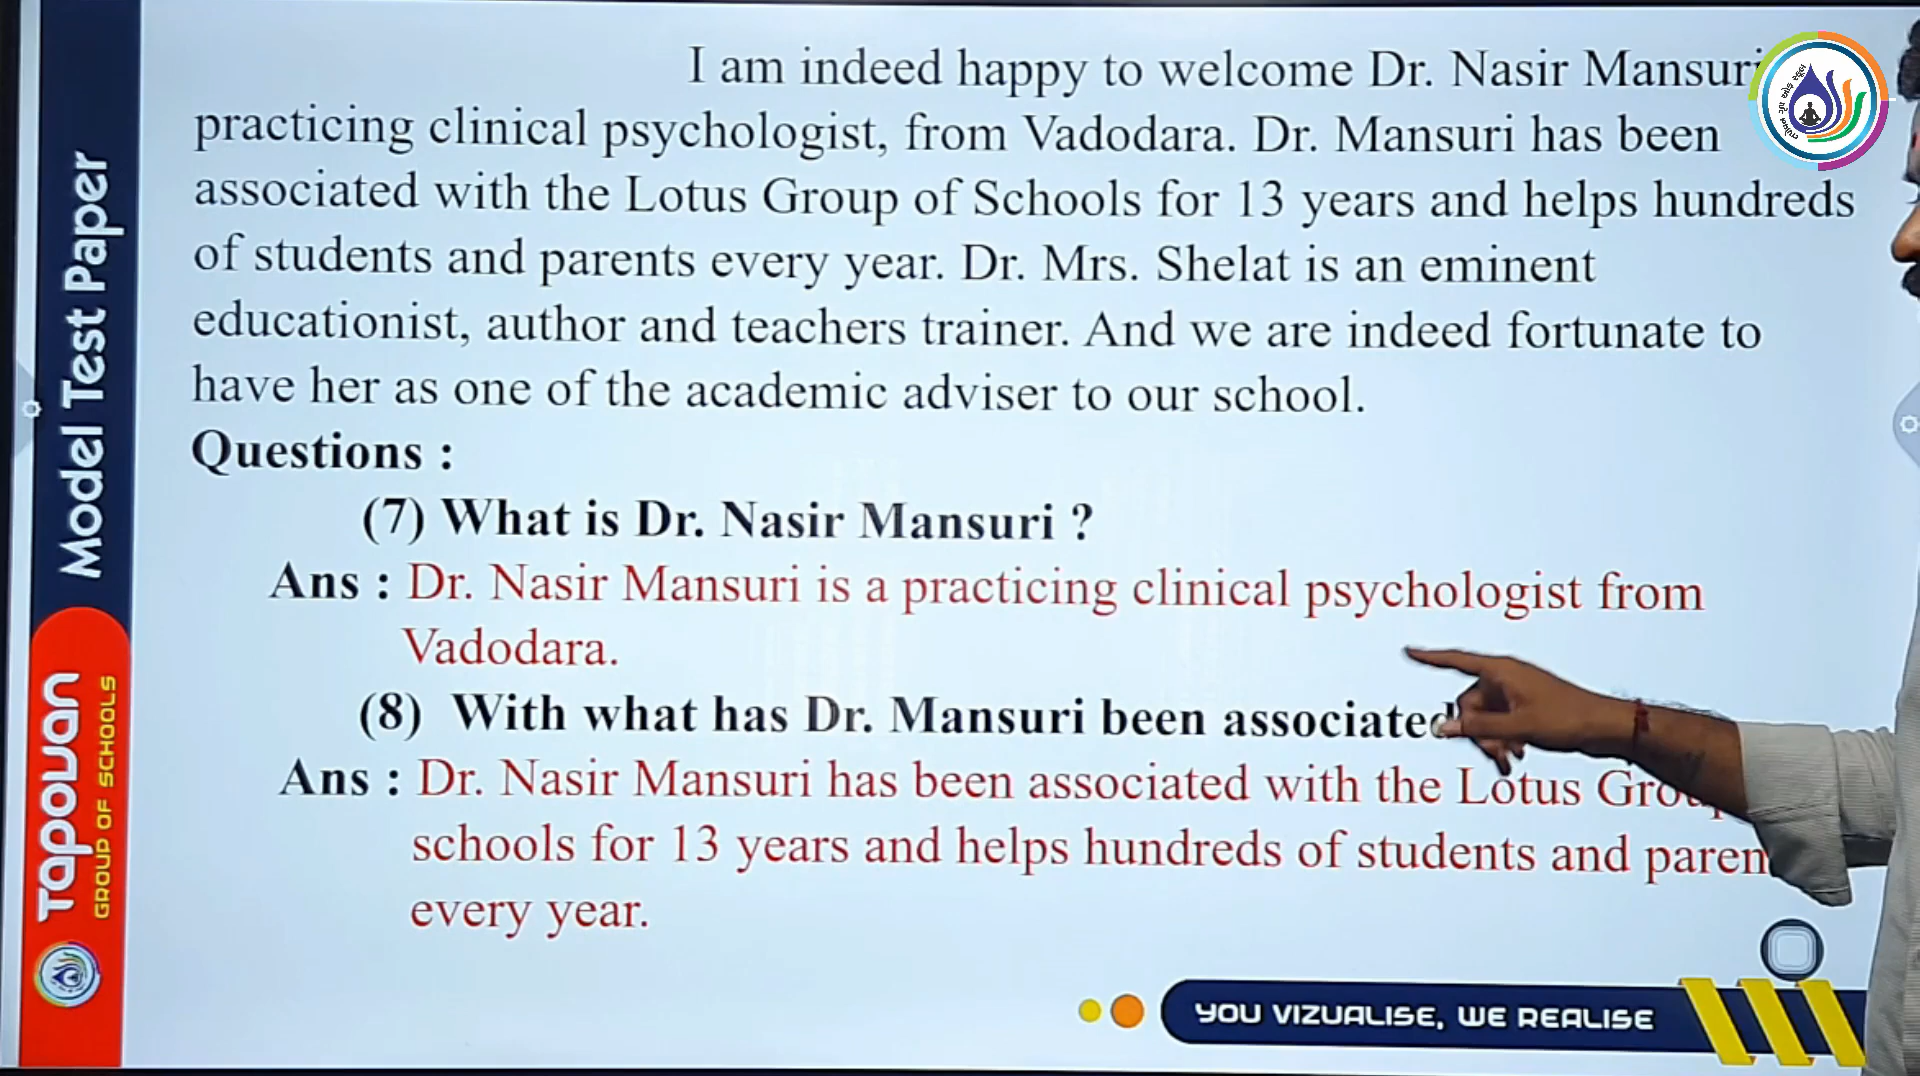 I am indeed happy to welcome Dr. Nasir Mansuri
practicing clinical psychologist, from Vadodara. Dr. Mansuri has been
associated with the Lotus Group of Schools for 13 years and helps hundreds
of students and parents every year. Dr. Mrs. Shelat is an eminent
educationist, author and teachers trainer. And we are indeed fortunate to
have her as one of the academic adviser to our school.
Questions :
(7) What is Dr. Nasir Mansuri ?
Ans : Dr. Nasir Mansuri is a practicing clinical psychologist from
Vadodara.
(8) With what has Dr. Mansuri been associated
Ans : Dr. Nasir Mansuri has been associated with the Lotus
schools for 13 years and helps hundreds of students and
every year.
YOU VIZUALISE, WE REALISE
Model Test Paper
TAPOVAN
GROUP OF SCHOOLS